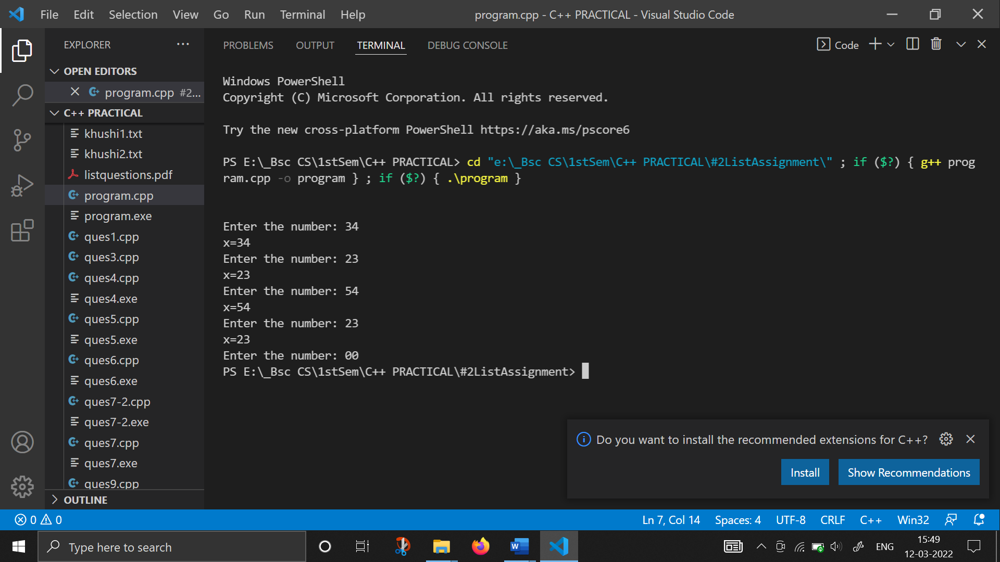 File Edit Selection View Go Run Terminal Help
program.cpp - C++ PRACTICAL - Visual Studio Code
EXPLORER
PROBLEMS OUTPUT TERMINAL DEBUG CONSOLE
Code
OPEN EDITORS
program.cpp #2...
C++ PRACTICAL
khushi1.txt
khushi2.txt
listquestions.pdf
program.cpp
program.exe
ques1.cpp
ques3.cpp
ques4.cpp
ques4.exe
ques5.cpp
ques5.exe
ques6.cpp
ques6.exe
ques7-2.cpp
ques7-2.exe
ques7.cpp
ques7.exe
ques9.cpp
OUTLINE
Windows PowerShell
Copyright (C) Microsoft Corporation. All rights reserved.
Try the new cross-platform PowerShell https://aka.ms/pscore6
PS E:\_Bsc CS\1stSem\C++ PRACTICAL> cd "e:\_Bsc CS\1stSem\C++ PRACTICAL\#2ListAssignment\" ; if ($?) { g++ prog
ram.cpp -o program } ; if ($?) { .\program }
Enter the number: 34
x=34
Enter the number: 23
x=23
Enter the number: 54
x=54
Enter the number: 23
x=23
Enter the number: 00
PS E:\_Bsc CS\1stSem\C++ PRACTICAL\#2ListAssignment>
Do you want to install the recommended extensions for C++?
Install
Show Recommendations
0 0
Ln 7, Col 14 Spaces: 4 UTF-8 CRLF C++ Win32
Type here to search
W
ENG
15:49
12-03-2022